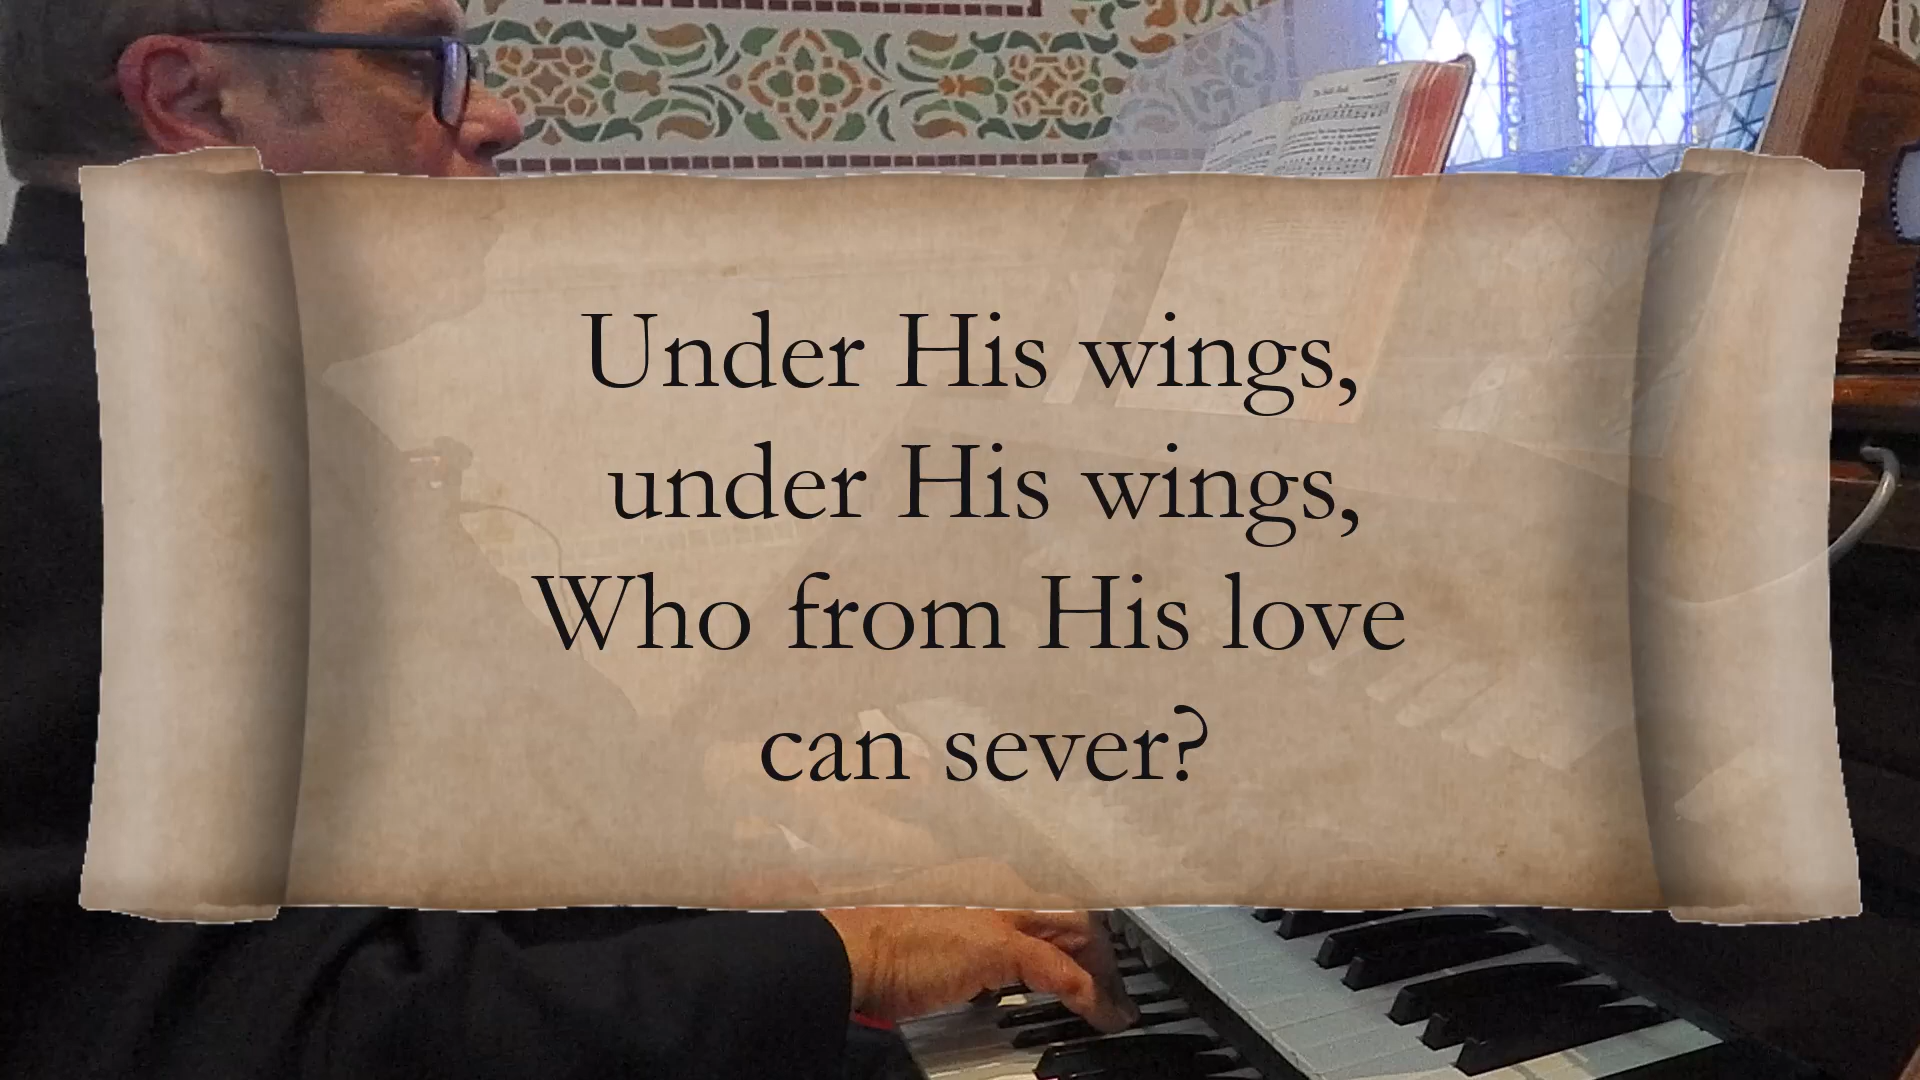 Under His wings,
under His wings,
Who from His love
can sever?